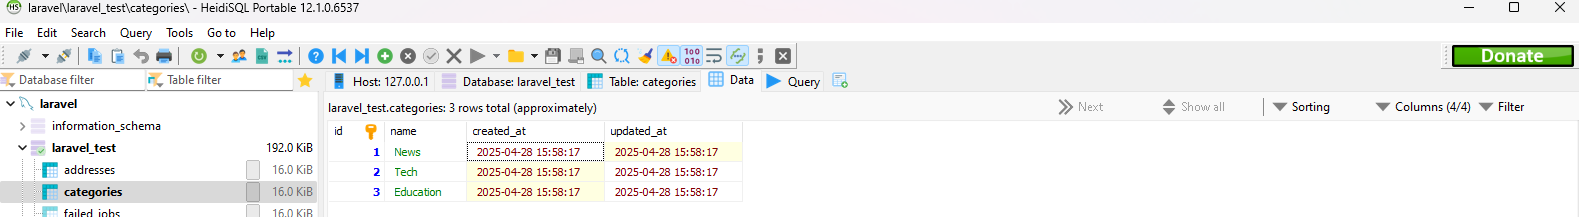 laravel\laravel_test\categories\ - HeidiSQL Portable 12.1.0.6537
File Edit Search Query Tools Go to Help
Donate
Database filter Table filter Host: 127.0.0.1 Database: laravel_test Table: categories Data Query
laravel laravel_test.categories: 3 rows total (approximately) Next Show all Sorting Columns (4/4) Filter
information_schema id name created_at updated_at
laravel_test 192.0 KiB 1 News 2025-04-28 15:58:17 2025-04-28 15:58:17
addresses 16.0 KiB 2 Tech 2025-04-28 15:58:17 2025-04-28 15:58:17
categories 16.0 KiB 3 Education 2025-04-28 15:58:17 2025-04-28 15:58:17
failed_jobs 16.0 KiB